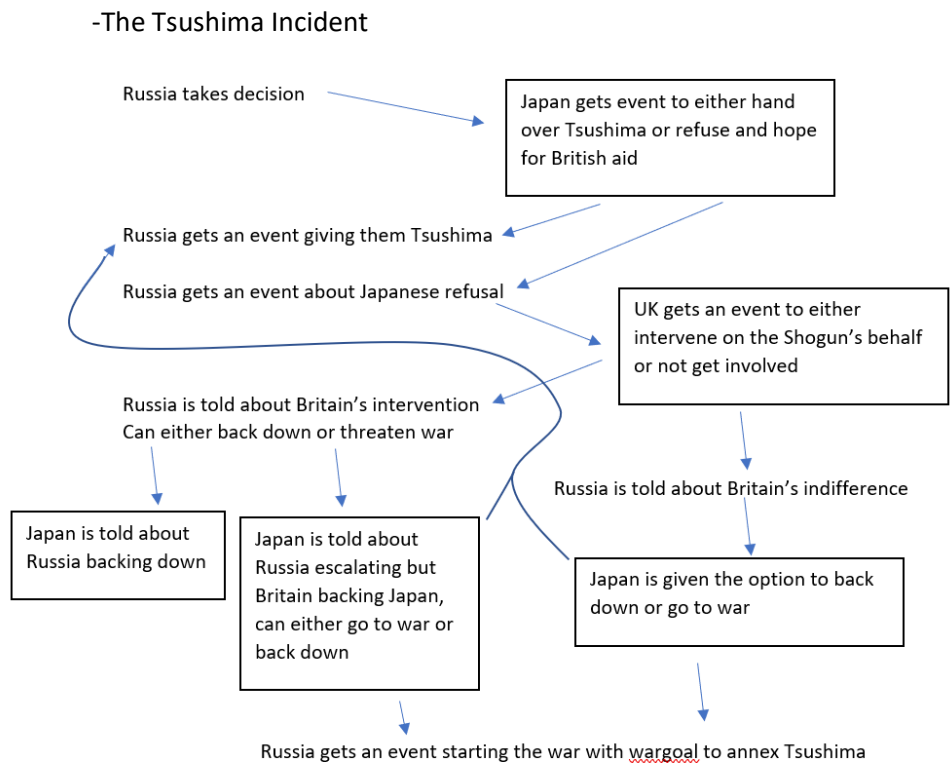 -The Tsushima Incident
Russia takes decision
Japan gets event to either hand
over Tsushima or refuse and hope
for British aid
Russia gets an event giving them Tsushima
Russia gets an event about Japanese refusal
UK gets an event to either
intervene on the Shogun’s behalf
or not get involved
Russia is told about Britain’s intervention
Can either back down or threaten war
Russia is told about Britain’s indifference
Japan is told about
Russia backing down
Japan is told about
Russia escalating but
Britain backing Japan,
can either go to war or
back down
Japan is given the option to back
down or go to war
Russia gets an event starting the war with wargoal to annex Tsushima